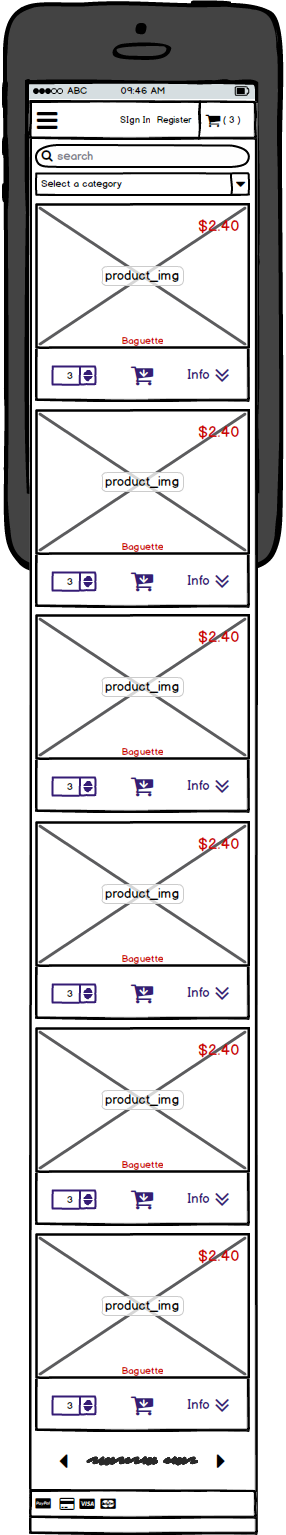 ABC 09:46 AM
SIgn In Register ( 3 )
search
Select a category
$2.40
product_img
Baguette
3 Info
$2.40
product_img
Baguette
3 Info
$2.40
product_img
Baguette
3 Info
$2.40
product_img
Baguette
3 Info
$2.40
product_img
Baguette
3 Info
$2.40
product_img
Baguette
3 Info
PayPal VISA